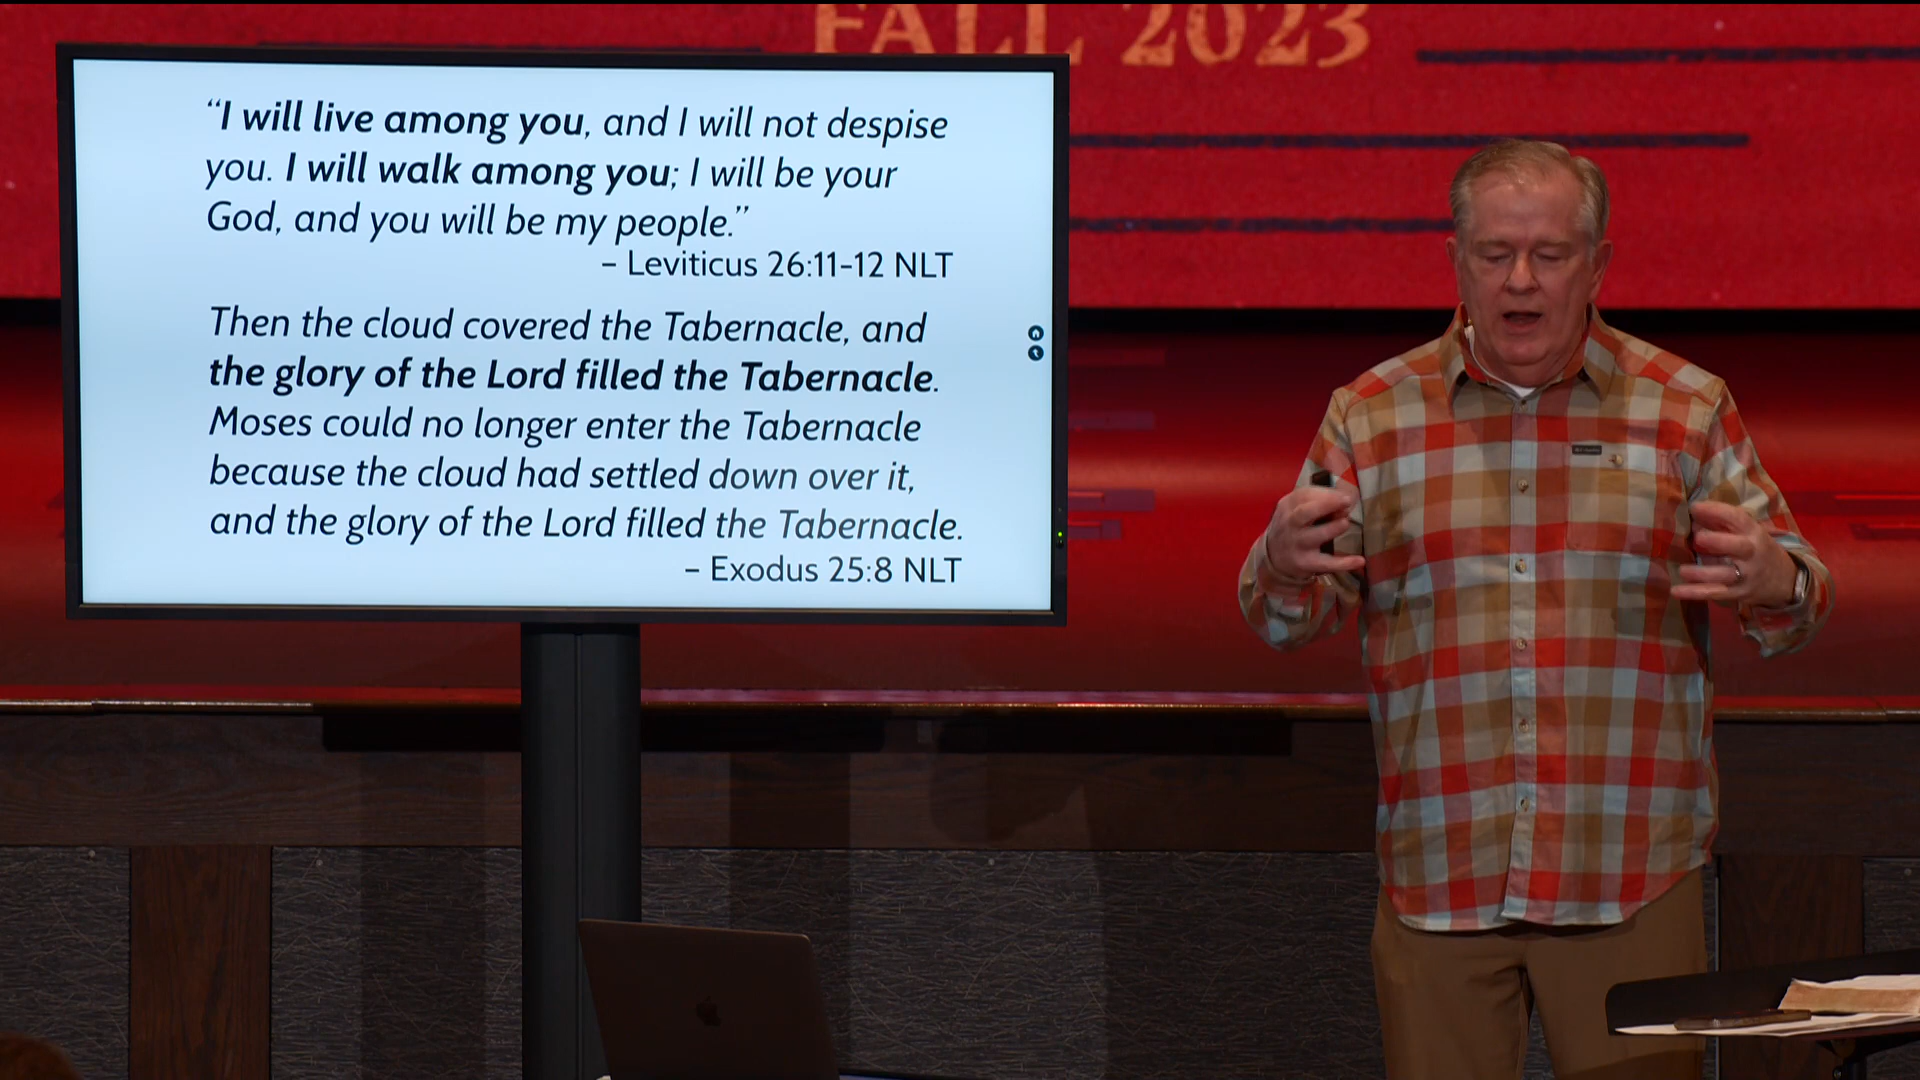 FALL 2023
“I will live among you, and I will not despise
you. I will walk among you; I will be your
God, and you will be my people.”
– Leviticus 26:11-12 NLT
Then the cloud covered the Tabernacle, and
the glory of the Lord filled the Tabernacle.
Moses could no longer enter the Tabernacle
because the cloud had settled down over it,
and the glory of the Lord filled the Tabernacle.
– Exodus 25:8 NLT